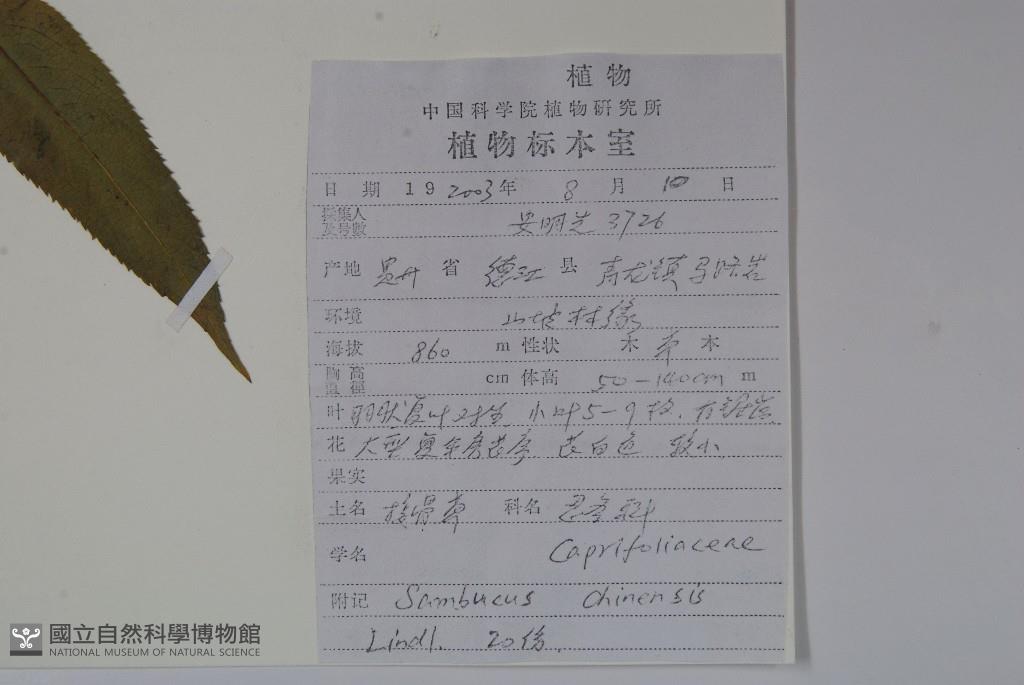 植物
中国科学院植物研究所
植物标本室
日 期 19 2003年 8 月 10 日
采集人
及号数 安明先 3726
产地 贵州 省 德江 县 青龙镇
环境 山坡林缘
海拔 860 m 性状 木 草 本
胸高
直径 cm 体高 50-140cm m
叶 羽状复叶对生 小叶5-9枚, 有锯齿
花 大型复伞房花序 花白色 较小
果实
土名 接骨草 科名 忍冬科
学名 Caprifoliaceae
附记 Sambucus chinensis
Lindl. 20份.
國立自然科學博物館
NATIONAL MUSEUM OF NATURAL SCIENCE